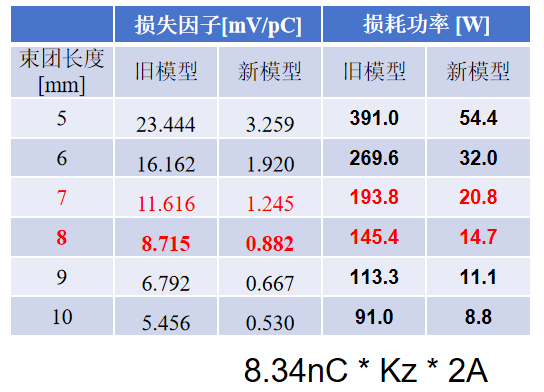 损失因子[mV/pC] 损耗功率 [W]
束团长度 [mm] 旧模型 新模型 旧模型 新模型
5 23.444 3.259 391.0 54.4
6 16.162 1.920 269.6 32.0
7 11.616 1.245 193.8 20.8
8 8.715 0.882 145.4 14.7
9 6.792 0.667 113.3 11.1
10 5.456 0.530 91.0 8.8
8.34nC * Kz * 2A